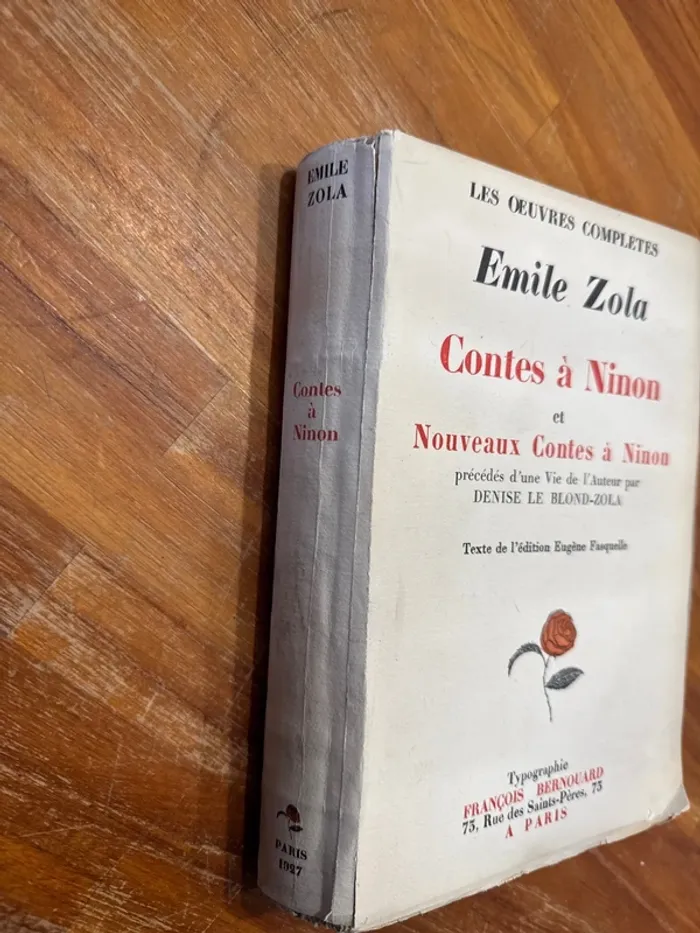 EMILE
ZOLA
Contes
à
Ninon
PARIS
1927
LES ŒUVRES COMPLETES
Emile Zola
Contes à Ninon
et
Nouveaux Contes à Ninon
précédés d'une Vie de l'Auteur par
DENISE LE BLOND-ZOLA
Texte de l'édition Eugène Fasquelle
Typographie
FRANÇOIS BERNOUARD
73, Rue des Saints-Pères, 73
A PARIS